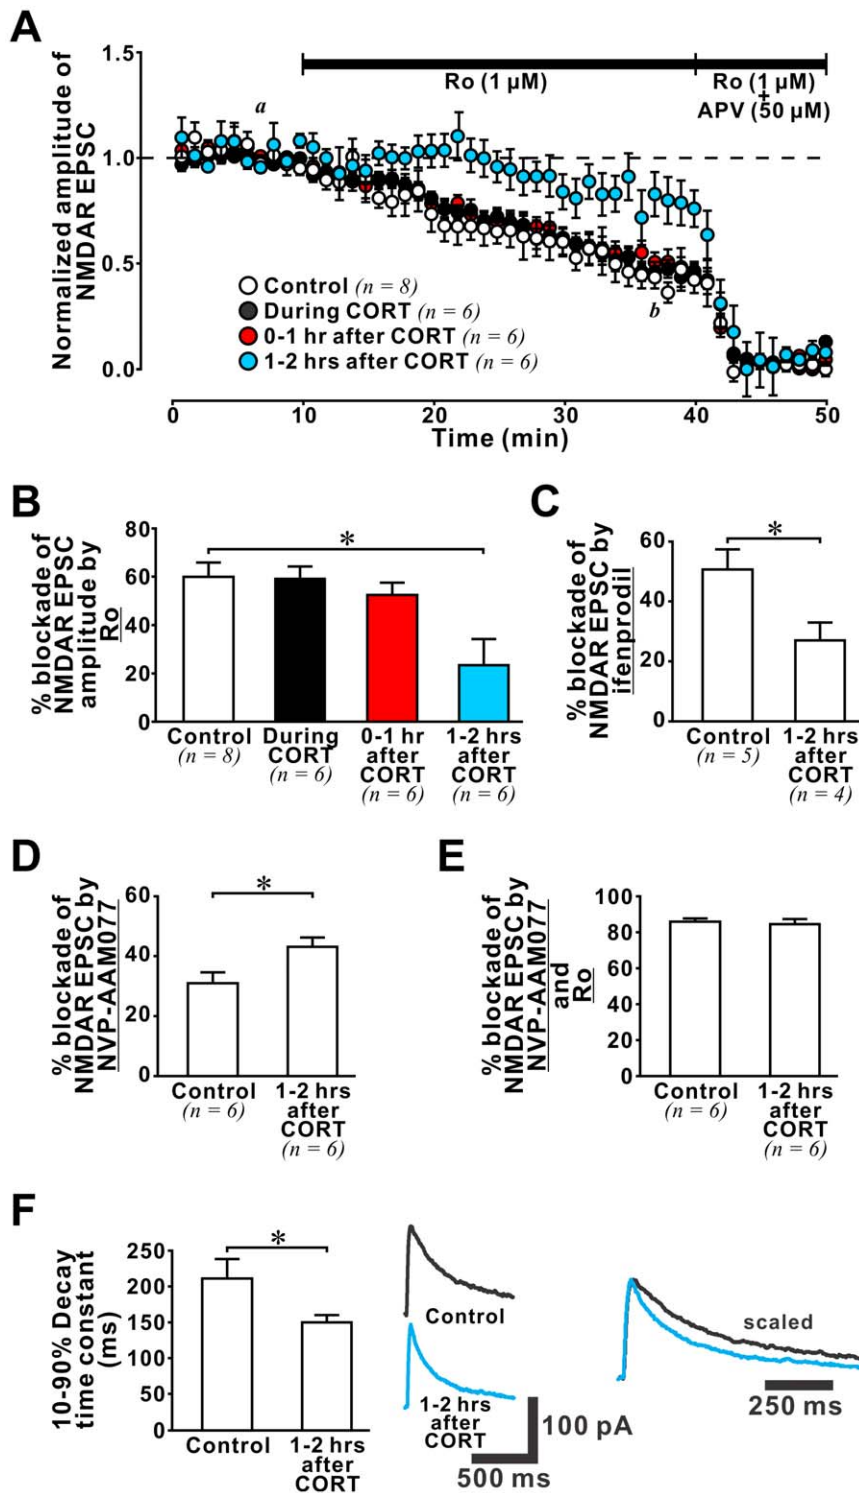 A
Normalized amplitude of
NMDAR EPSC
1.5
1.0
0.5
0.0
a
b
Ro (1 μM)
Ro (1 μM)
+
APV (50 μM)
Control (n = 8)
During CORT (n = 6)
0-1 hr after CORT (n = 6)
1-2 hrs after CORT (n = 6)
0 10 20 30 40 50
Time (min)
B
% blockade of
NMDAR EPSC
amplitude by
Ro
80
60
40
20
0
*
Control
(n = 8)
During
CORT
(n = 6)
0-1 hr
after
CORT
(n = 6)
1-2 hrs
after
CORT
(n = 6)
C
% blockade of
NMDAR EPSC by
ifenprodil
60
40
20
0
*
Control
(n = 5)
1-2 hrs
after
CORT
(n = 4)
D
% blockade of
NMDAR EPSC by
NVP-AAM077
60
40
20
0
*
Control
(n = 6)
1-2 hrs
after
CORT
(n = 6)
E
% blockade of
NMDAR EPSC by
NVP-AAM077
and
Ro
100
80
60
40
20
0
Control
(n = 6)
1-2 hrs
after
CORT
(n = 6)
F
10-90% Decay
time constant
(ms)
250
200
150
100
50
0
*
Control
1-2 hrs
after
CORT
Control
1-2 hrs
after
CORT
100 pA
500 ms
scaled
250 ms